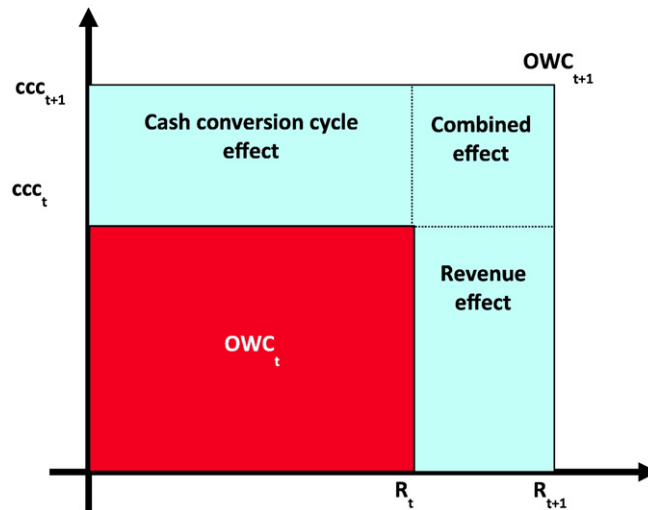 OWC t+1
ccc t+1
Cash conversion cycle
effect
Combined
effect
ccc t
Revenue
effect
OWC t
R t
R t+1